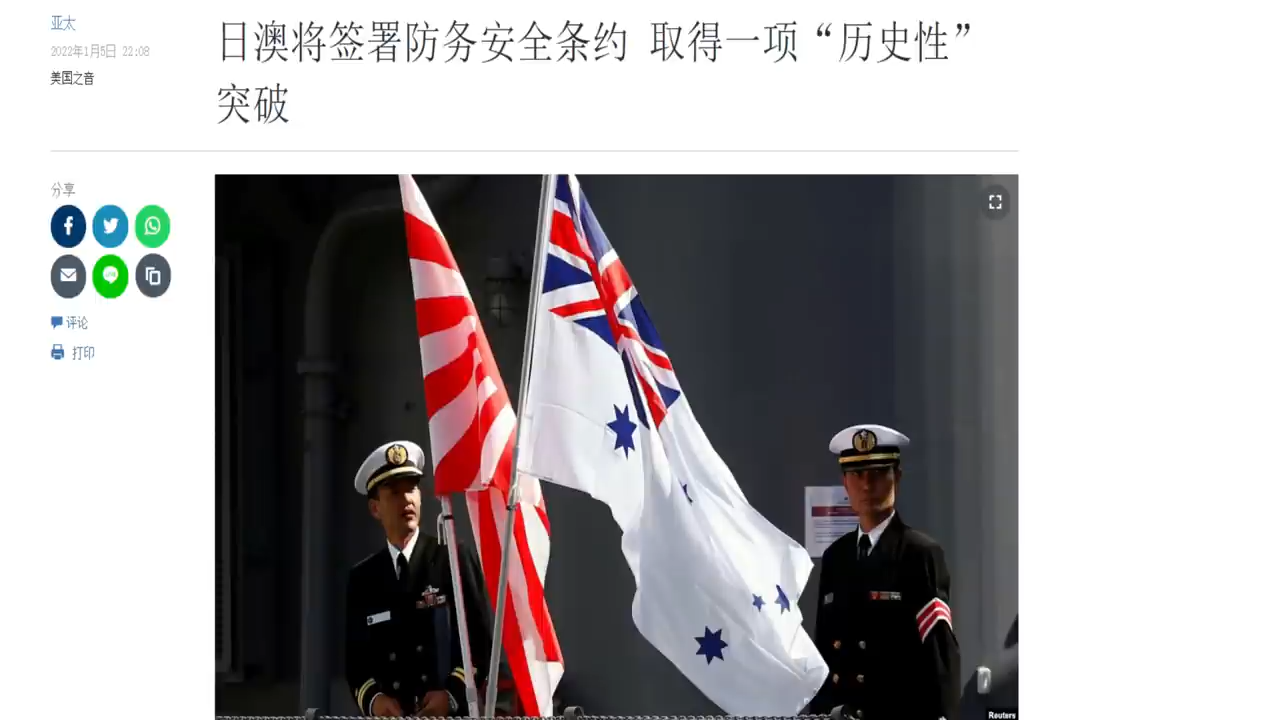 亚太
2022年1月5日 22:08
美国之音
日澳将签署防务安全条约 取得一项“历史性”
突破
分享
评论
打印
Reuters